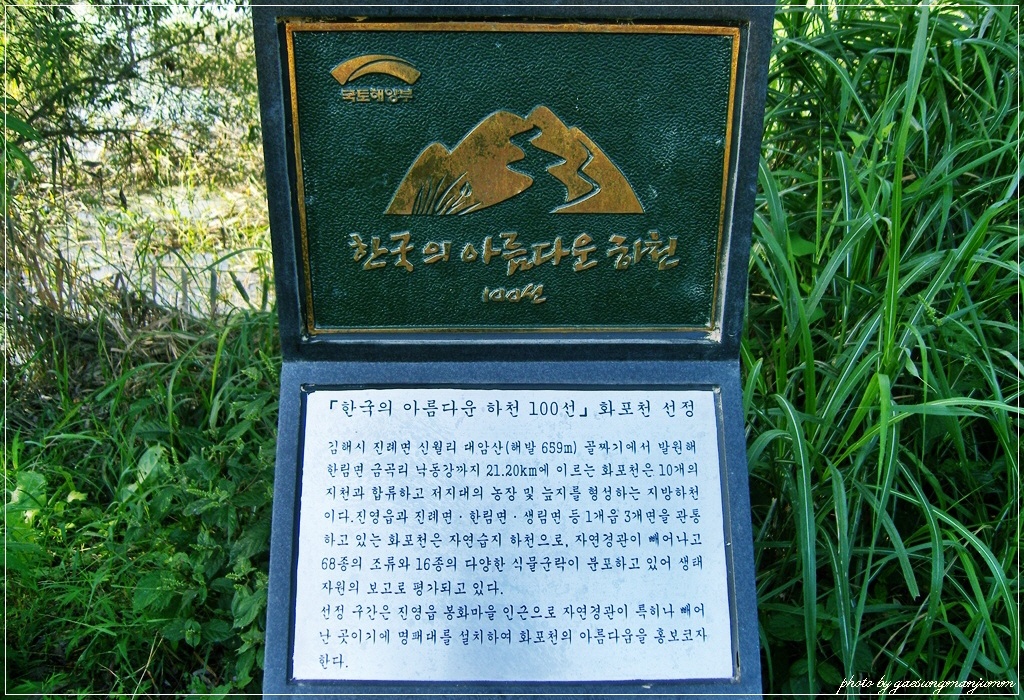 국토해양부
한국의 아름다운 하천
100선
「한국의 아름다운 하천 100선」 화포천 선정
김해시 진례면 신월리 대암산(해발 659m) 골짜기에서 발원해
한림면 금곡리 낙동강까지 21.20km에 이르는 화포천은 10개의
지천과 합류하고 저지대의 농장 및 늪지를 형성하는 지방하천
이다.진영읍과 진례면·한림면·생림면 등 1개읍 3개면을 관통
하고 있는 화포천은 자연습지 하천으로, 자연경관이 빼어나고
68종의 조류와 16종의 다양한 식물군락이 분포하고 있어 생태
자원의 보고로 평가되고 있다.
선정 구간은 진영읍 봉화마을 인근으로 자연경관이 특히나 빼어
난 곳이기에 명패대를 설치하여 화포천의 아름다움을 홍보코자
한다.
photo by gaesungmanjumm